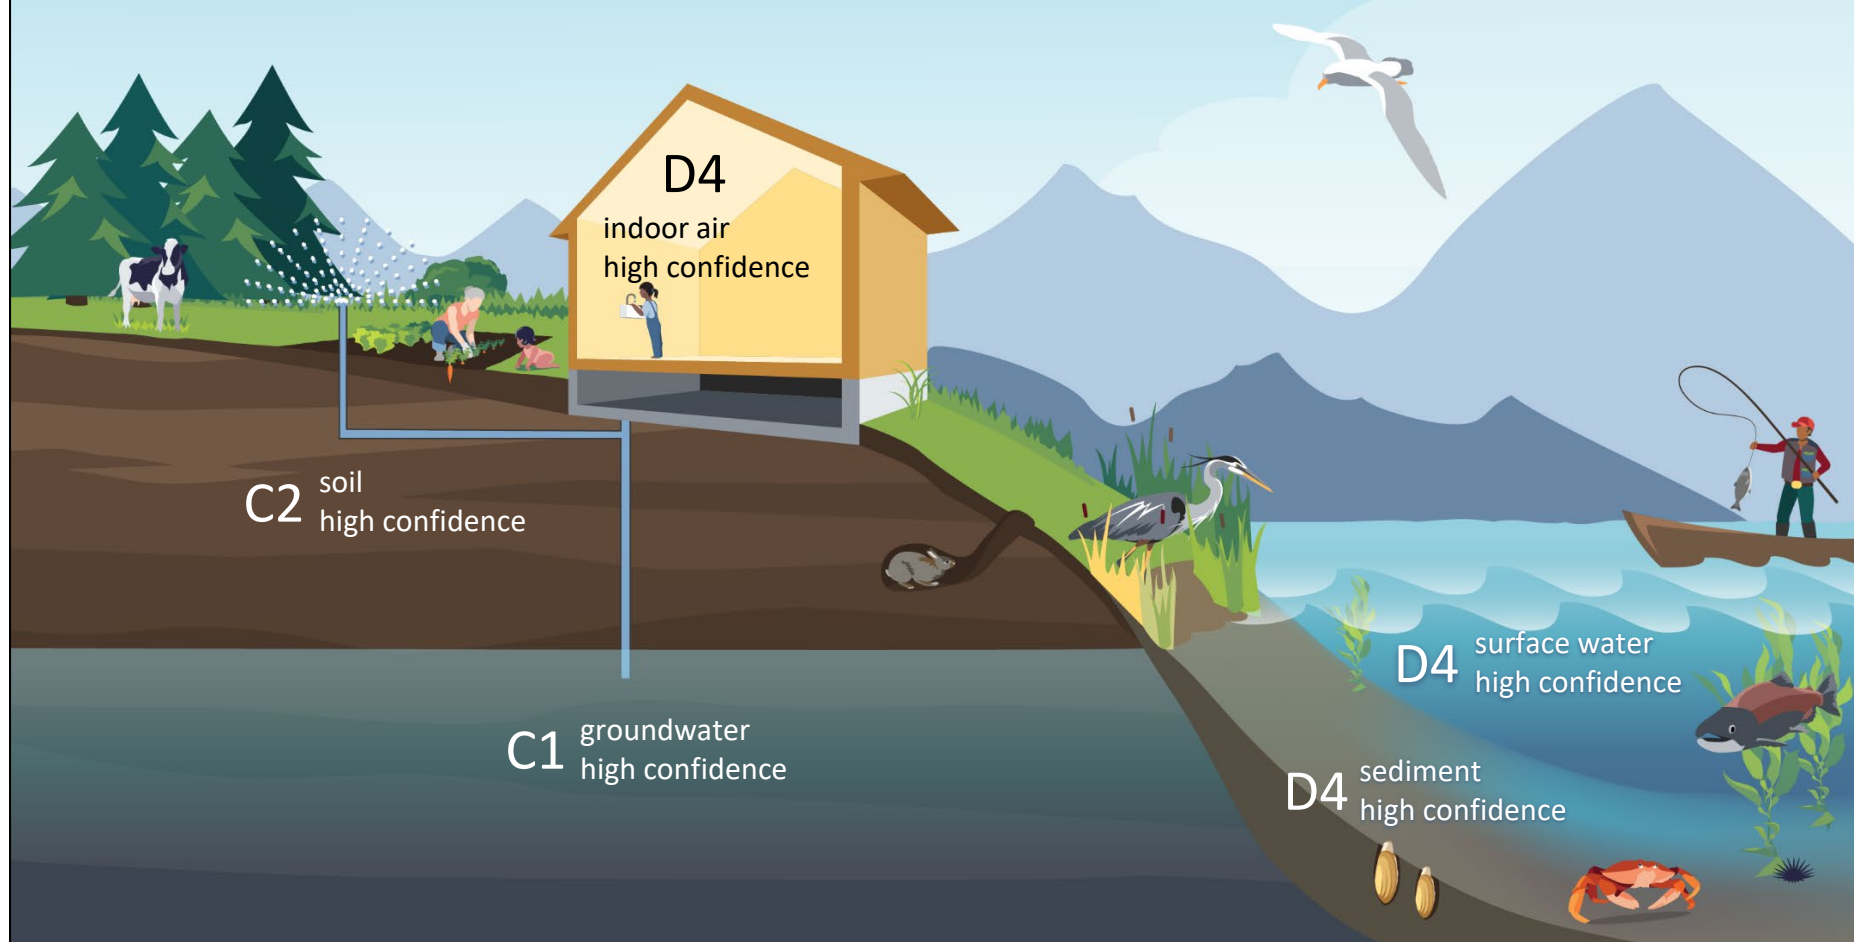 D4
indoor air
high confidence
C2
soil
high confidence
C1
groundwater
high confidence
D4
surface water
high confidence
D4
sediment
high confidence